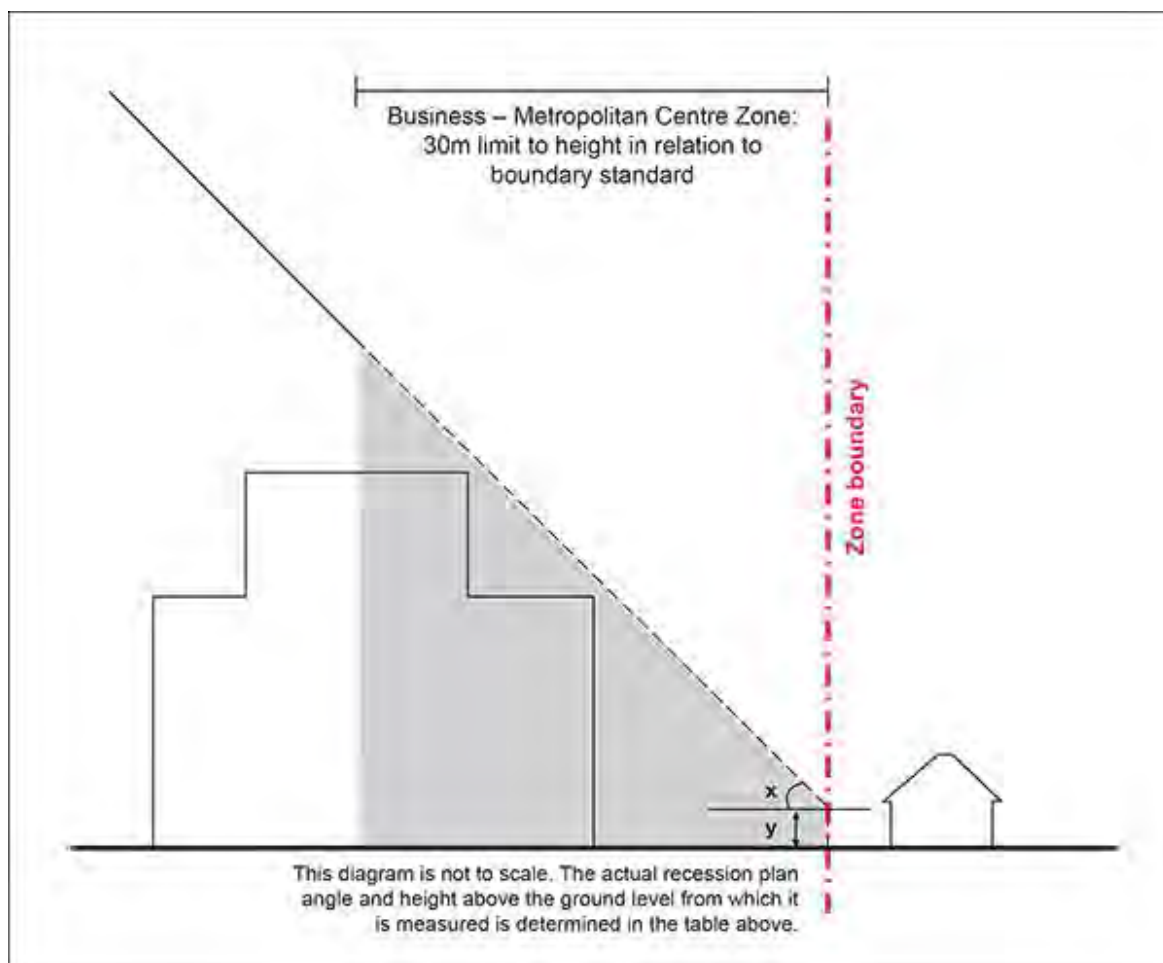 Business – Metropolitan Centre Zone:
30m limit to height in relation to
boundary standard
Zone boundary
x
y
This diagram is not to scale. The actual recession plan
angle and height above the ground level from which it
is measured is determined in the table above.